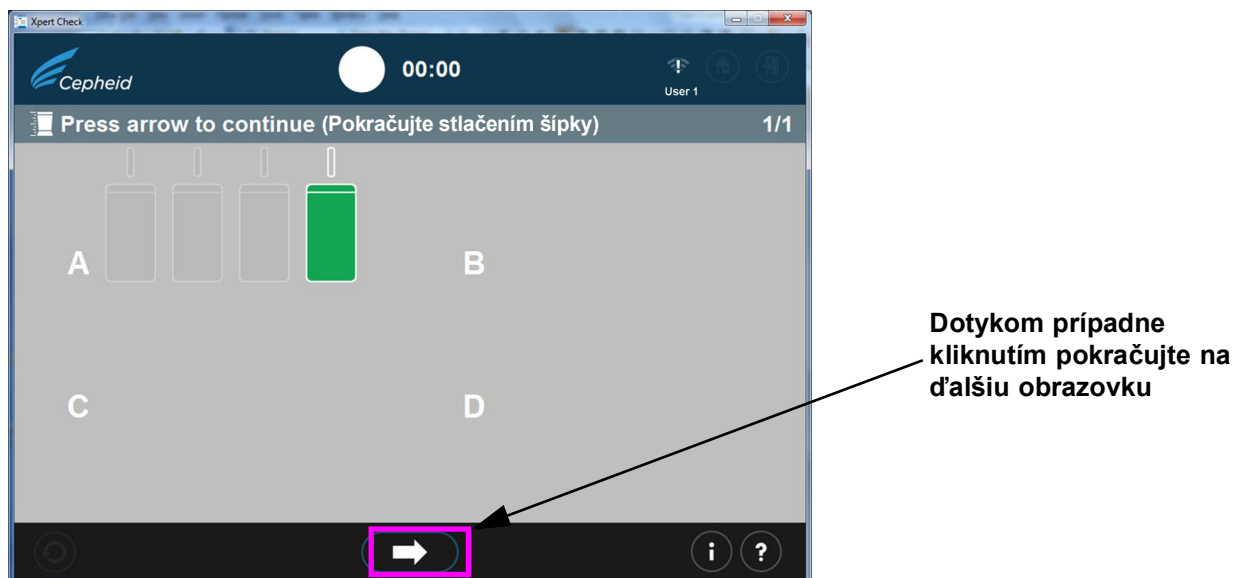 Xpert Check
Cepheid
00:00
User 1
Press arrow to continue (Pokračujte stlačením šípky)
1/1
A
B
C
D
Dotykom prípadne
kliknutím pokračujte na
ďalšiu obrazovku
i
?